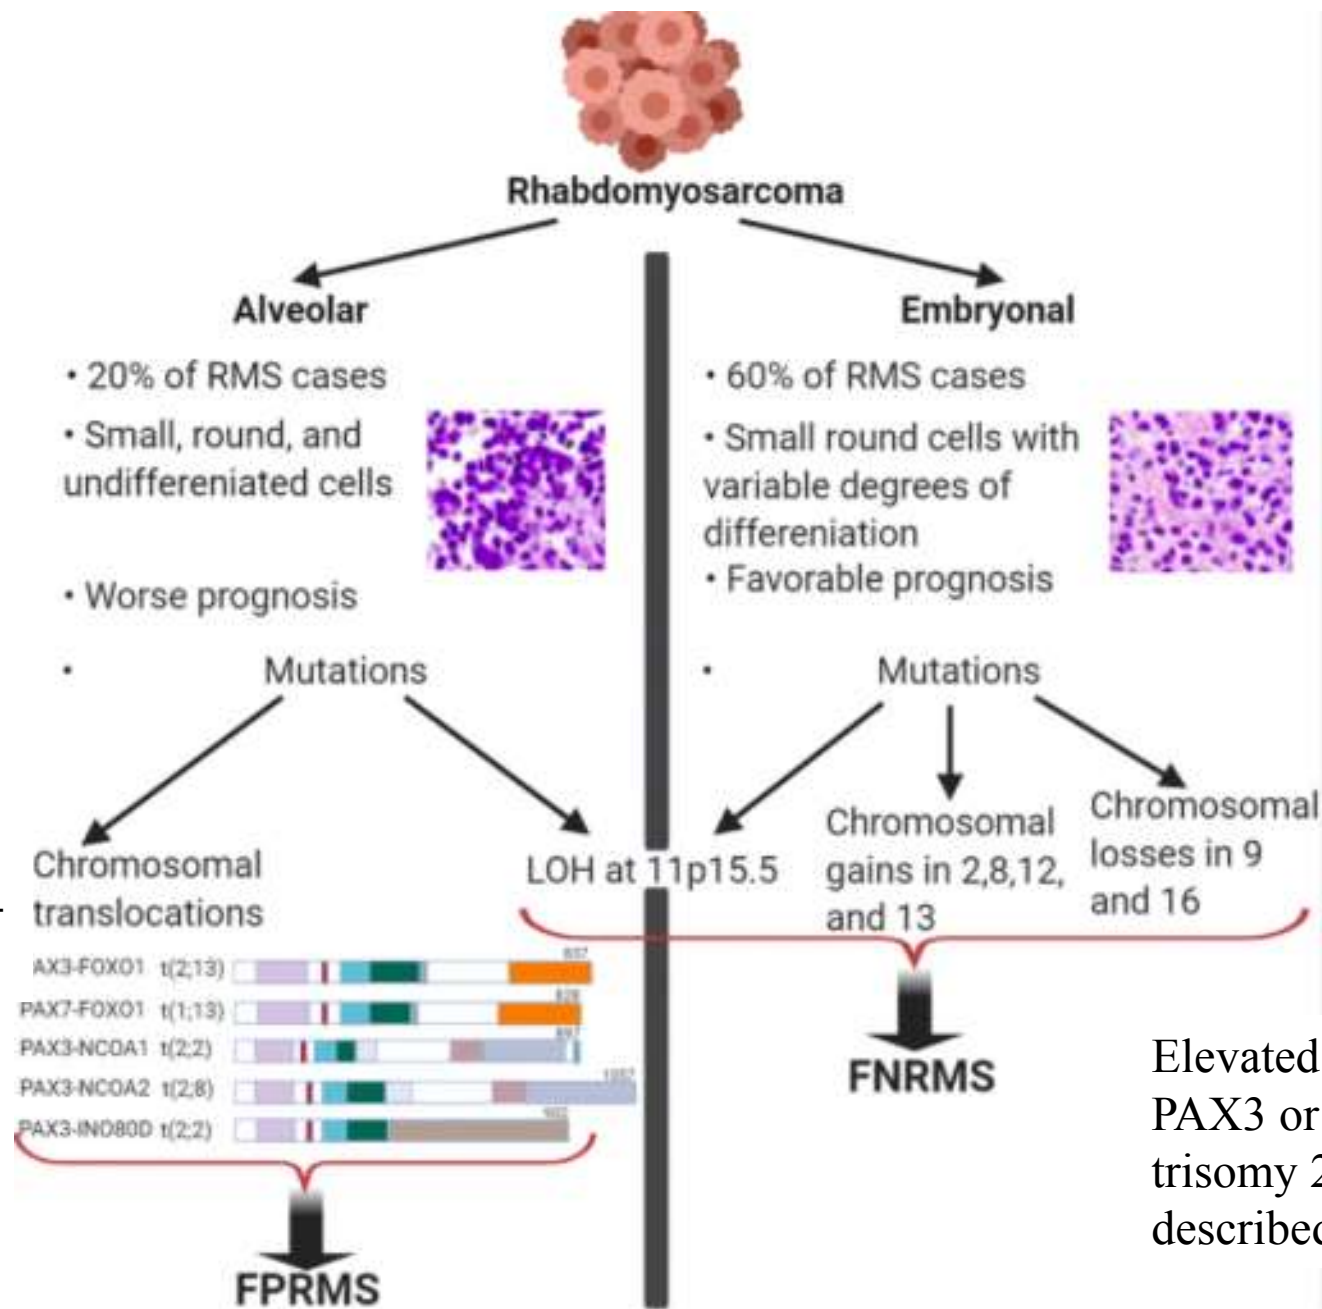 Rhabdomyosarcoma
Alveolar
• 20% of RMS cases
• Small, round, and
undiffereniated cells
• Worse prognosis
• Mutations
Chromosomal
translocations
AX3-FOXO1 t(2;13)
PAX7-FOXO1 t(1;13)
828
PAX3-NCOA1 t(2;2)
PAX3-NCOA2 t(2;8)
PAX3-INO80D t(2;2)
FPRMS
Embryonal
• 60% of RMS cases
• Small round cells with
variable degrees of
differeniation
• Favorable prognosis
• Mutations
LOH at 11p15.5
Chromosomal
gains in 2,8,12,
and 13
Chromosomal
losses in 9
and 16
FNRMS
Elevated
PAX3 or
trisomy 2
described